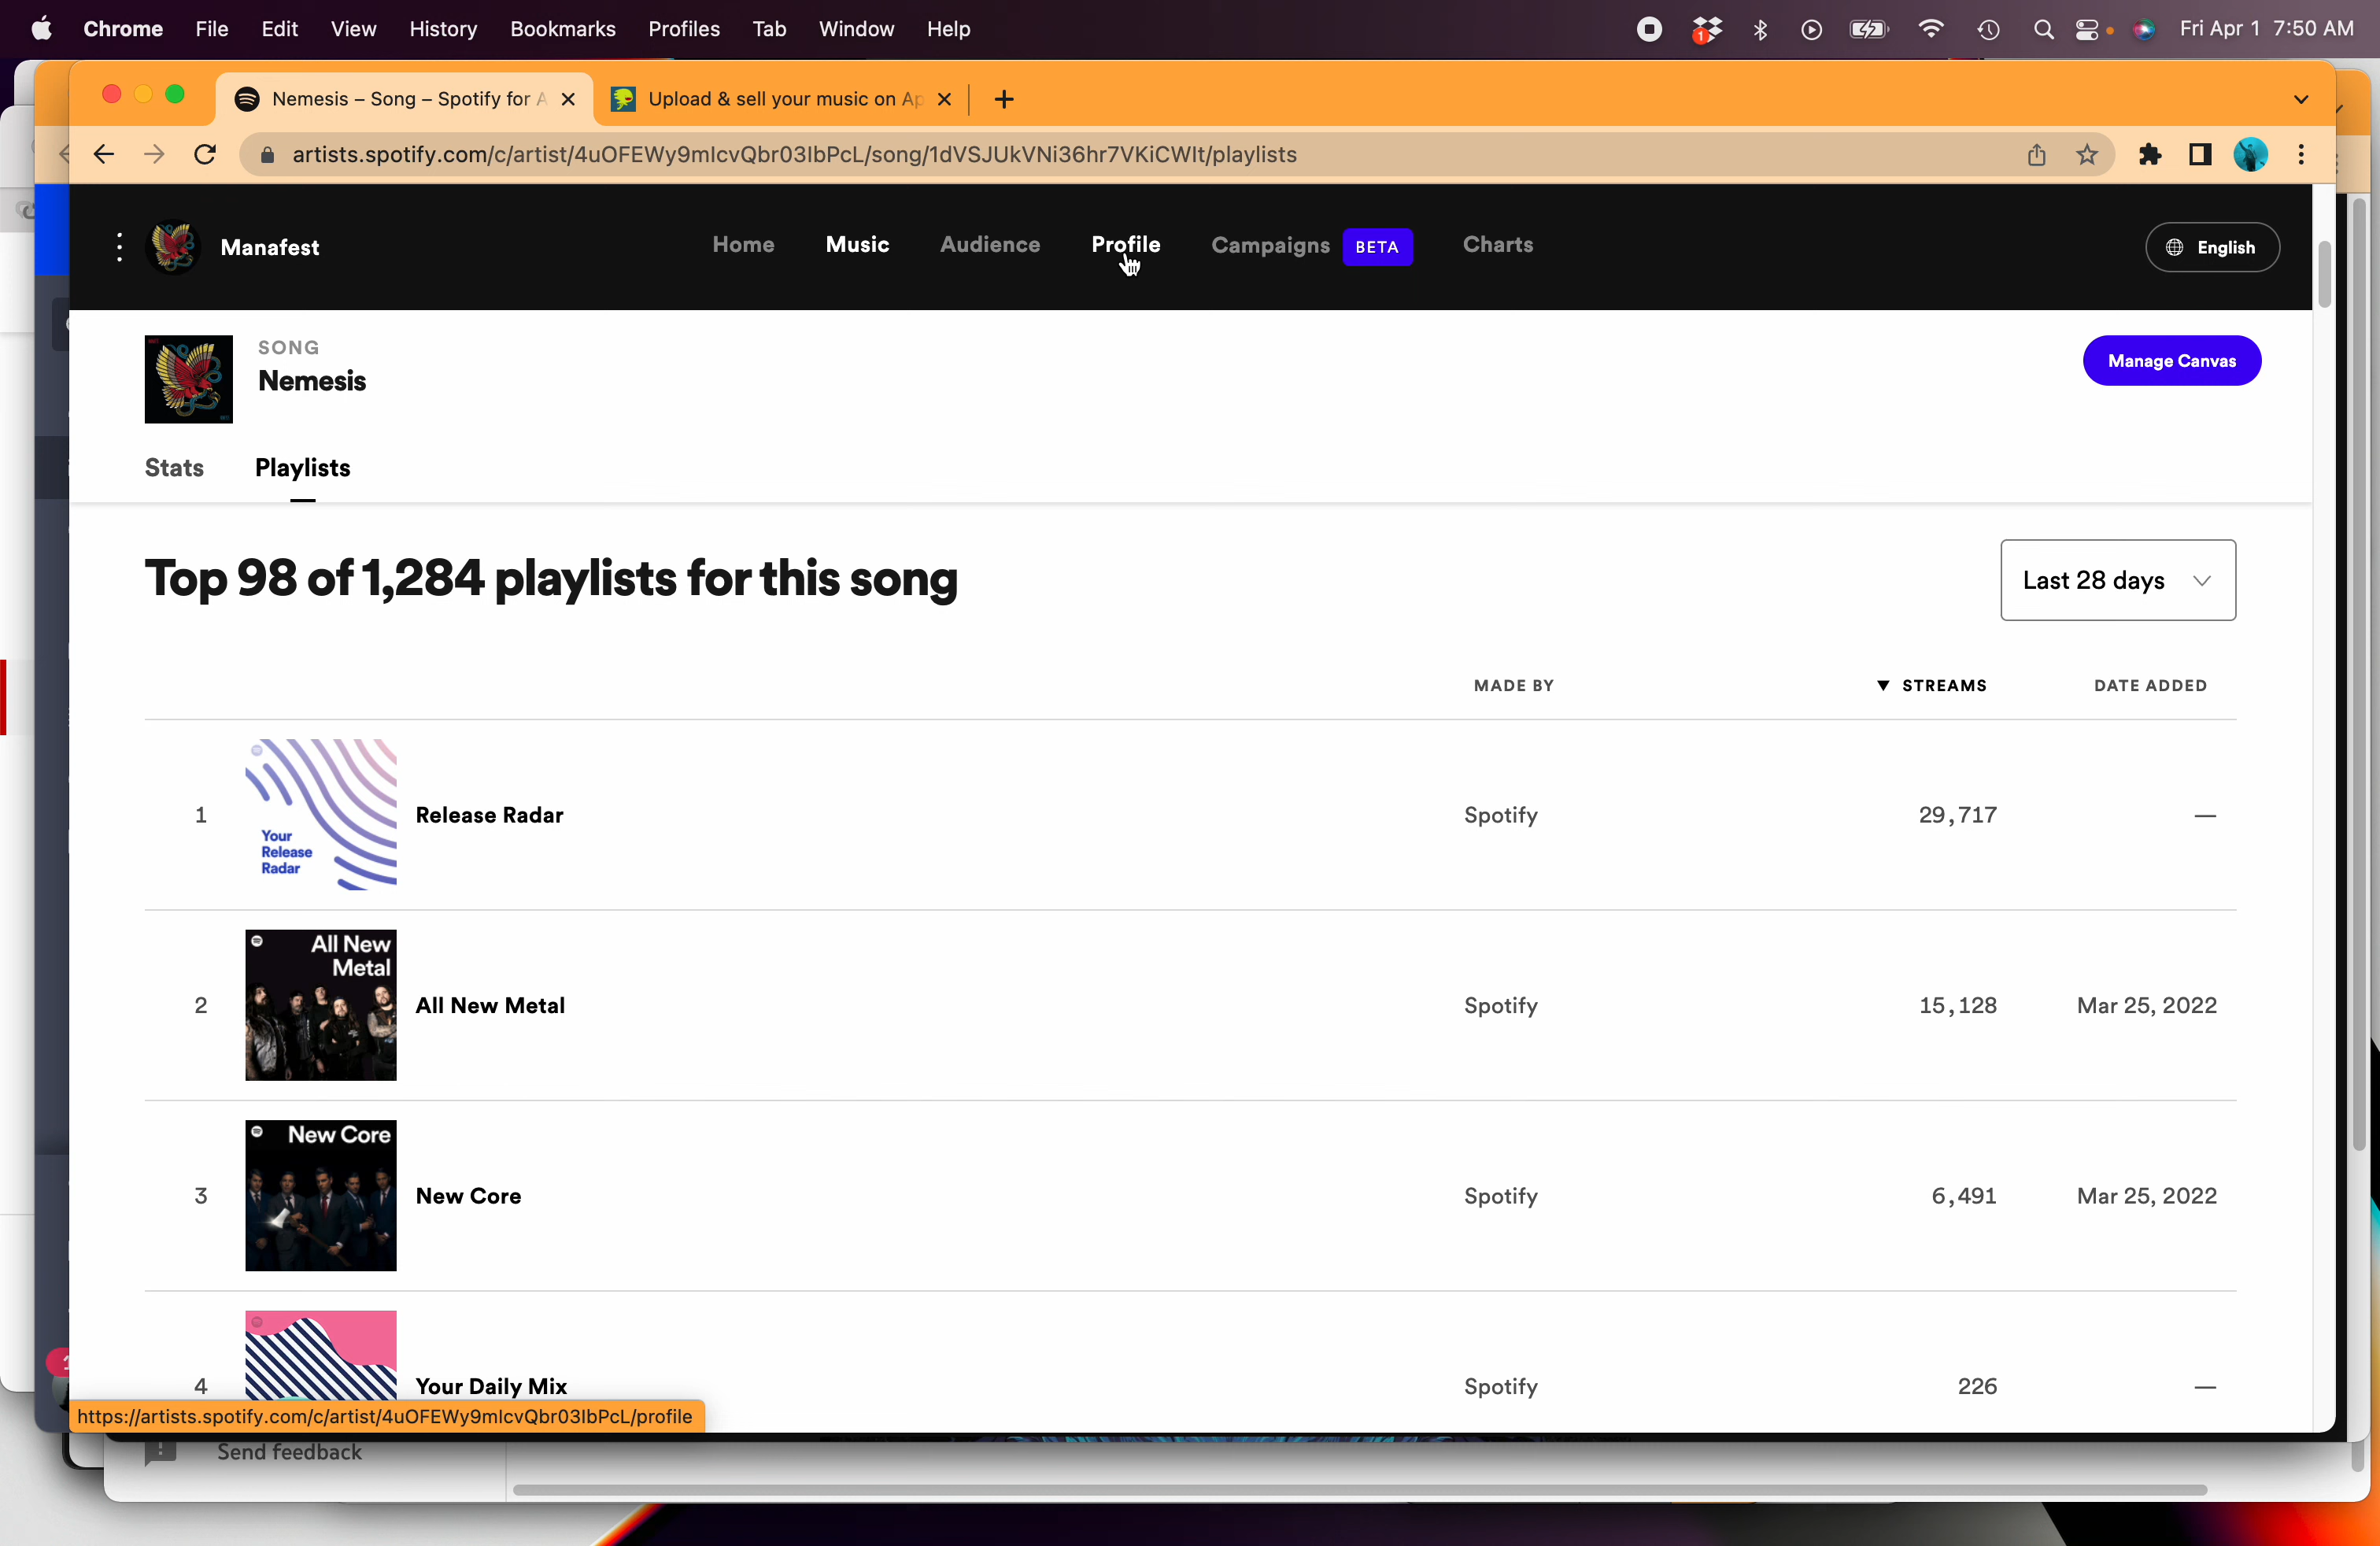 Chrome File Edit View History Bookmarks Profiles Tab Window Help
1
Fri Apr 1 7:50 AM
Nemesis – Song – Spotify for A
Upload & sell your music on Ap
artists.spotify.com/c/artist/4uOFEWy9mlcvQbr03IbPcL/song/1dVSJUkVNi36hr7VKiCWIt/playlists
Manafest
Home Music Audience Profile Campaigns BETA Charts
English
SONG
Nemesis
Manage Canvas
Stats Playlists
Top 98 of 1,284 playlists for this song
Last 28 days
MADE BY STREAMS DATE ADDED
1
Your
Release
Radar
Release Radar Spotify 29,717 —
2
All New
Metal
All New Metal Spotify 15,128 Mar 25, 2022
3
New Core
New Core Spotify 6,491 Mar 25, 2022
4
Your Daily Mix Spotify 226 —
https://artists.spotify.com/c/artist/4uOFEWy9mlcvQbr03IbPcL/profile
Send feedback